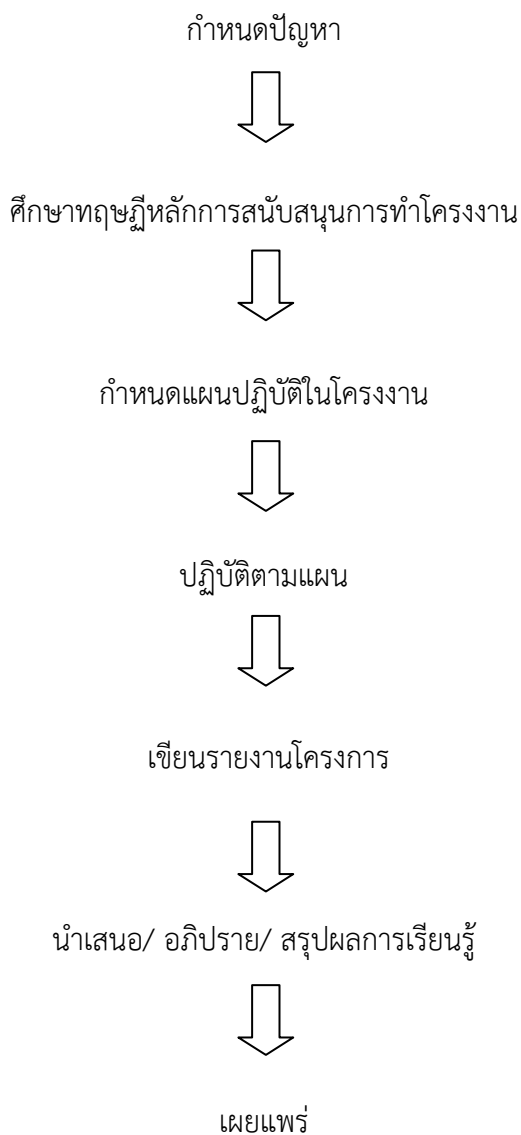 กำหนดปัญหา
ศึกษาทฤษฎีหลักการสนับสนุนการทำโครงงาน
กำหนดแผนปฏิบัติในโครงงาน
ปฏิบัติตามแผน
เขียนรายงานโครงการ
นำเสนอ/ อภิปราย/ สรุปผลการเรียนรู้
เผยแพร่